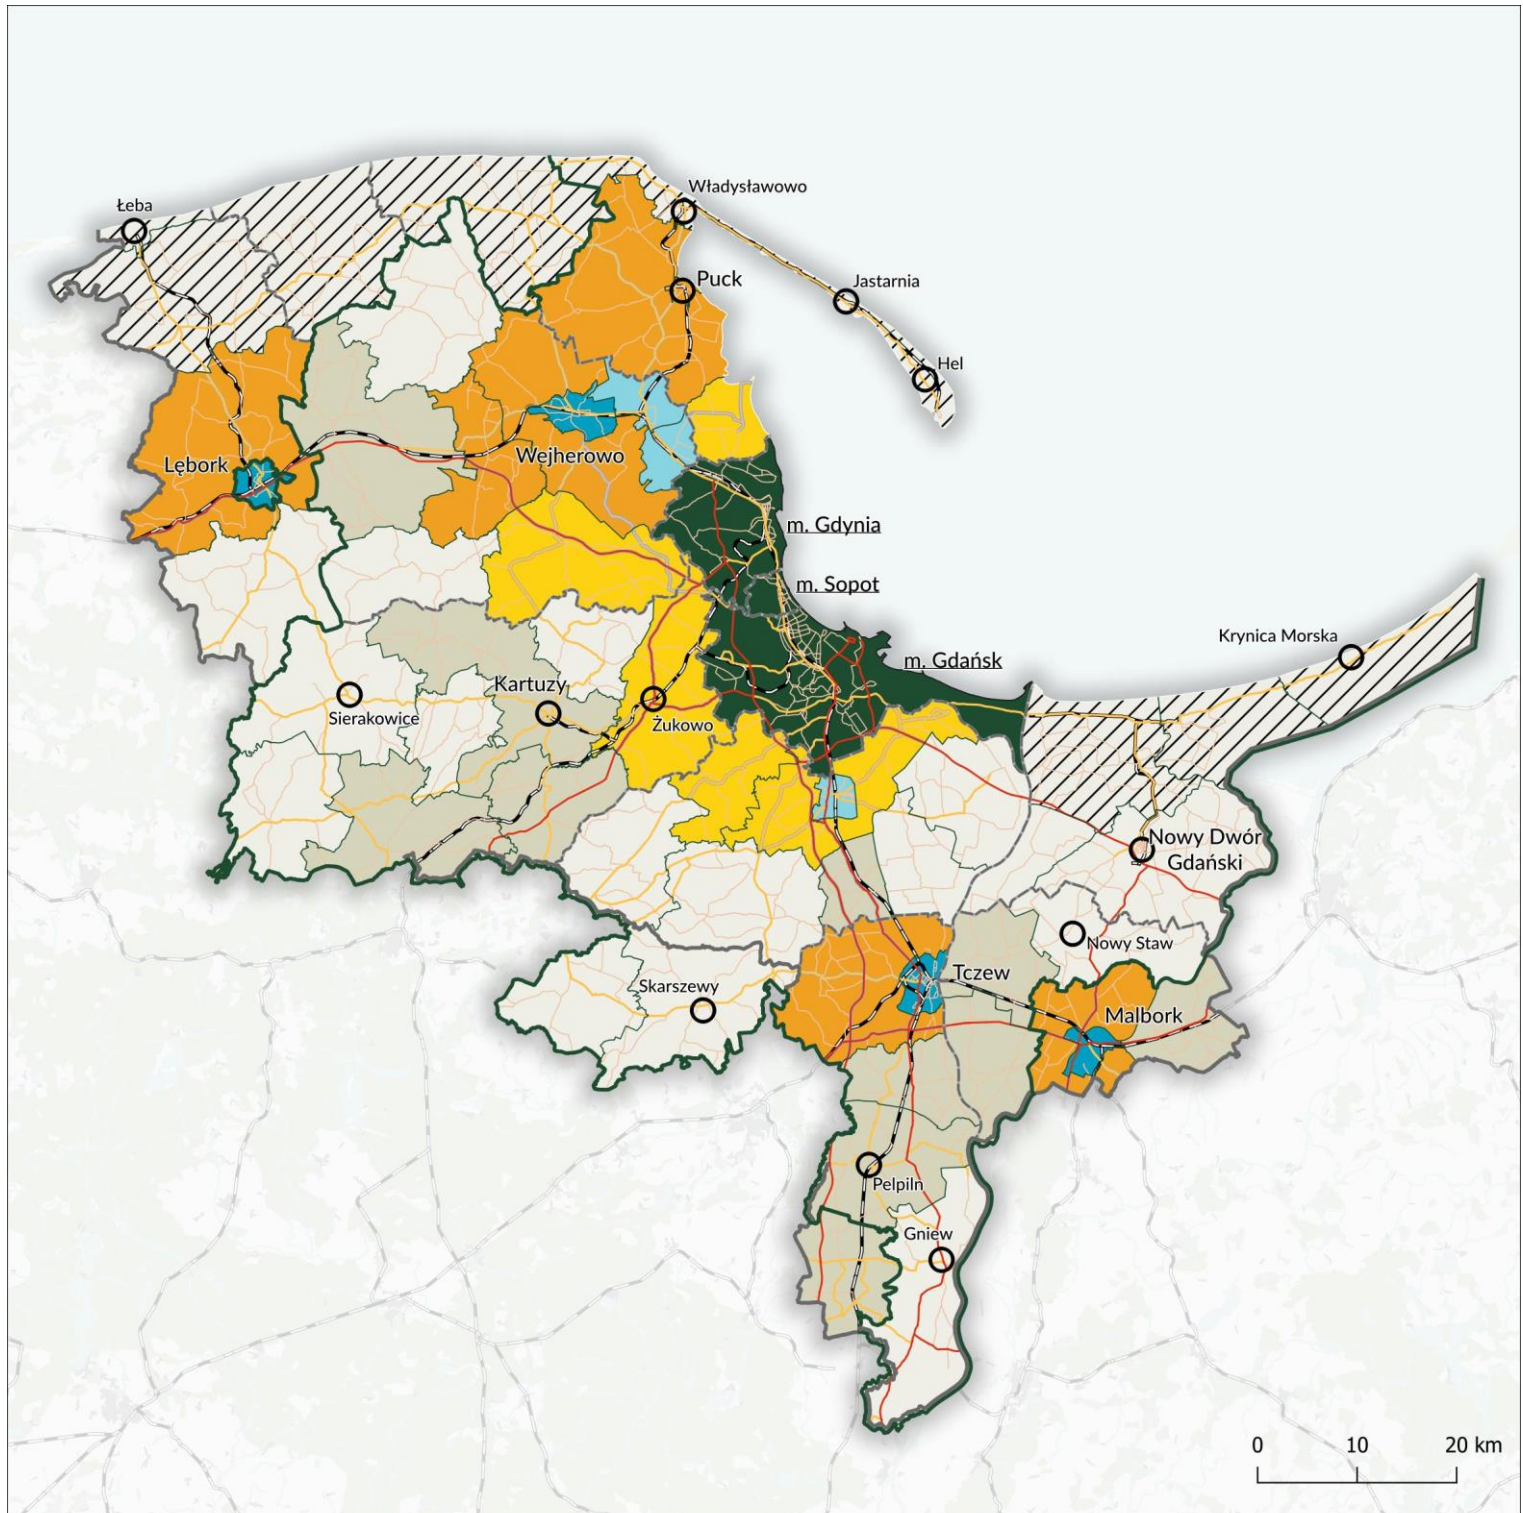 Łeba
Władysławowo
Puck
Jastarnia
Hel
Lębork
Wejherowo
m. Gdynia
m. Sopot
Krynica Morska
m. Gdańsk
Kartuzy
Sierakowice
Żukowo
Nowy Dwór
Gdański
Nowy Staw
Tczew
Skarszewy
Malbork
Pelpiln
Gniew
0 10 20 km